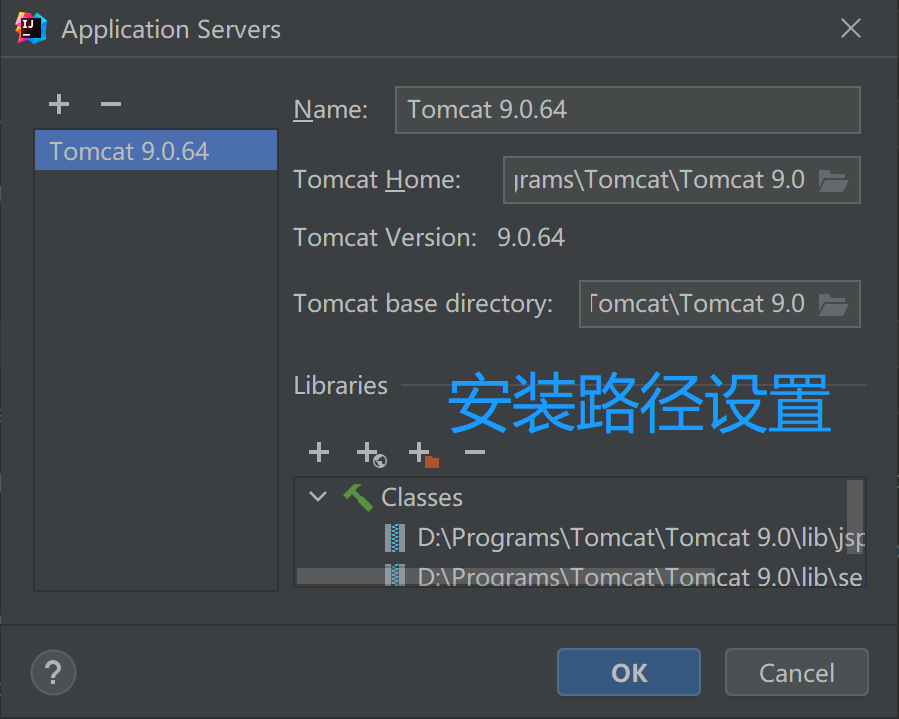 Application Servers
Name: Tomcat 9.0.64
Tomcat 9.0.64
Tomcat Home: grams\Tomcat\Tomcat 9.0
Tomcat Version: 9.0.64
Tomcat base directory: Tomcat\Tomcat 9.0
Libraries
安装路径设置
Classes
D:\Programs\Tomcat\Tomcat 9.0\lib\jsp
D:\Programs\Tomcat\Tomcat 9.0\lib\se
? OK Cancel